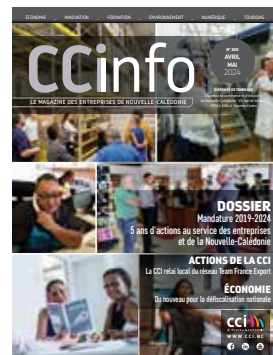 ÉCONOMIE INNOVATION FORMATION ENVIRONNEMENT NUMÉRIQUE TOURISME
CCinfo
LE MAGAZINE DES ENTREPRISES DE NOUVELLE-CALÉDONIE
AVRIL
MAI
2024
DOSSIER
Mandature 2019-2024
5 ans d'actions au service des entreprises
et de la Nouvelle-Calédonie
ACTIONS DE LA CCI
La CCI relai local du réseau Team France Export
ÉCONOMIE
Du nouveau pour la défiscalisation nationale
cci
WWW.CCI.NC